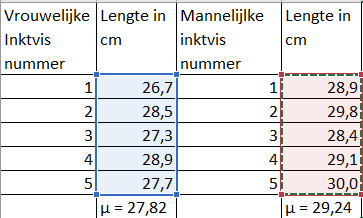 Vrouwelijke Lengte in Mannelijlke Lengte in
Inktvis cm inktvis cm
nummer nummer
1 26,7 1 28,9
2 28,5 2 29,8
3 27,3 3 28,4
4 28,9 4 29,1
5 27,7 5 30,0
μ = 27,82 μ = 29,24